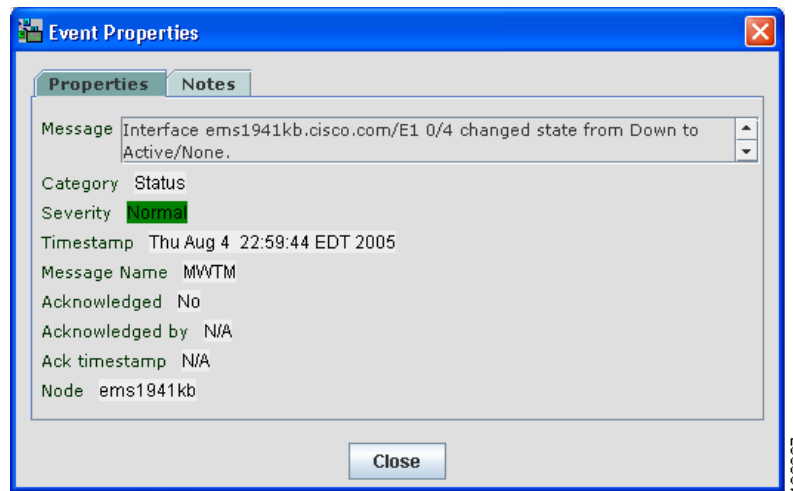 Event Properties
Properties Notes
Message Interface ems1941kb.cisco.com/E1 0/4 changed state from Down to
Active/None.
Category Status
Severity Normal
Timestamp Thu Aug 4 22:59:44 EDT 2005
Message Name MWTM
Acknowledged No
Acknowledged by N/A
Ack timestamp N/A
Node ems1941kb
Close